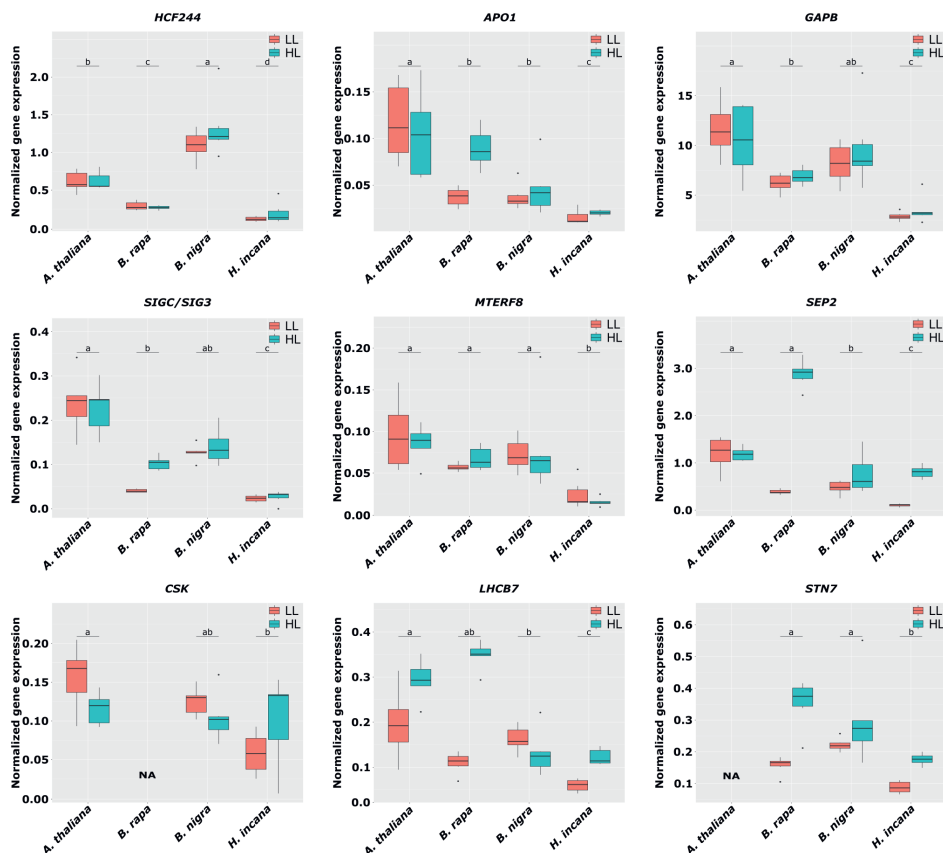 HCF244
APO1
GAPB
Normalized gene expression
2.0
1.5
1.0
0.5
0.0
LL
HL
b
c
a
d
A. thaliana
B. rapa
B. nigra
H. incana
Normalized gene expression
0.15
0.10
0.05
LL
HL
a
b
b
c
A. thaliana
B. rapa
B. nigra
H. incana
Normalized gene expression
15
10
5
LL
HL
a
b
ab
c
A. thaliana
B. rapa
B. nigra
H. incana
SIGC/SIG3
MTERF8
SEP2
Normalized gene expression
0.4
0.3
0.2
0.1
0.0
LL
HL
a
b
ab
c
A. thaliana
B. rapa
B. nigra
H. incana
Normalized gene expression
0.20
0.15
0.10
0.05
0.00
LL
HL
a
a
a
b
A. thaliana
B. rapa
B. nigra
H. incana
Normalized gene expression
3.0
2.0
1.0
0.0
LL
HL
a
a
b
c
A. thaliana
B. rapa
B. nigra
H. incana
CSK
LHCB7
STN7
Normalized gene expression
0.20
0.15
0.10
0.05
0.00
LL
HL
a
ab
b
NA
A. thaliana
B. rapa
B. nigra
H. incana
Normalized gene expression
0.4
0.3
0.2
0.1
0.0
LL
HL
a
ab
b
c
A. thaliana
B. rapa
B. nigra
H. incana
Normalized gene expression
0.6
0.5
0.4
0.3
0.2
0.1
LL
HL
a
a
b
NA
A. thaliana
B. rapa
B. nigra
H. incana